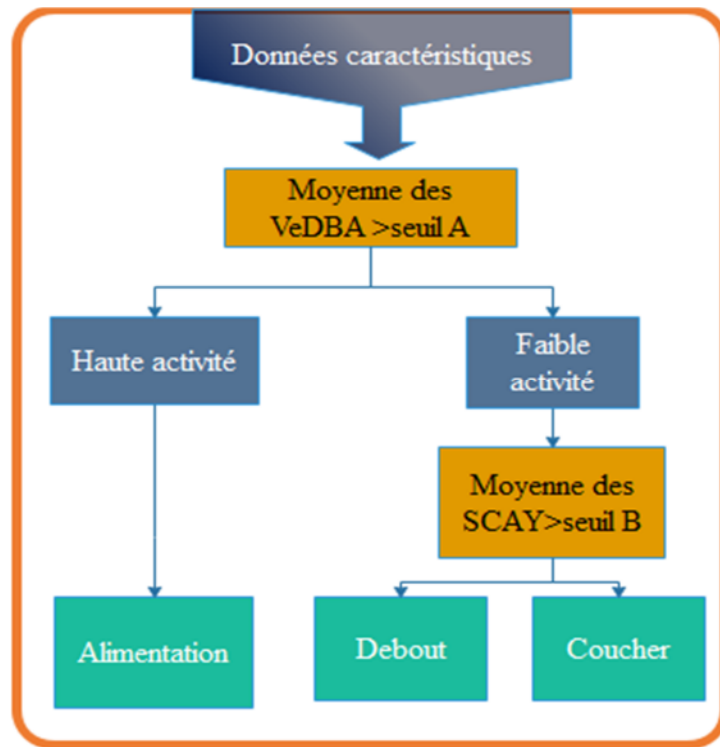 Données caractéristiques
Moyenne des
VeDBA >seuil A
Haute activité
Faible
activité
Moyenne des
SCAY>seuil B
Alimentation
Debout
Coucher